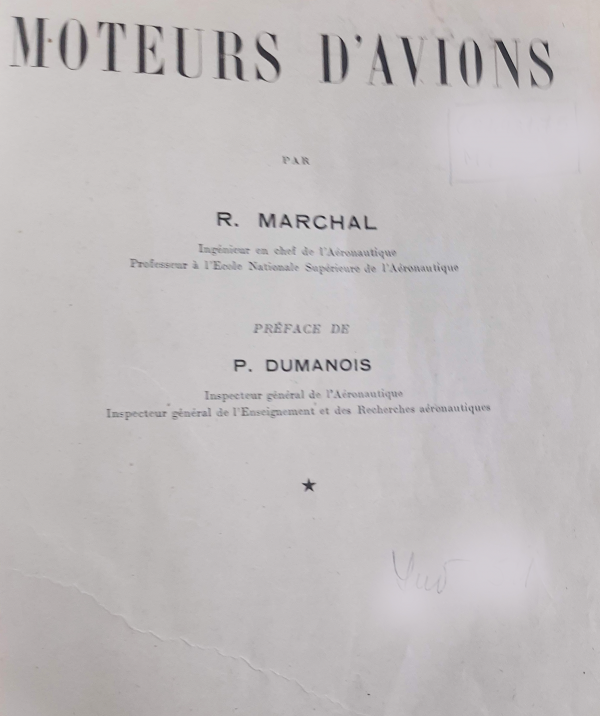 MOTEURS D'AVIONS
PAR
R. MARCHAL
Ingénieur en chef de l'Aéronautique
Professeur à l'Ecole Nationale Supérieure de l'Aéronautique
PRÉFACE DE
P. DUMANOIS
Inspecteur général de l'Aéronautique
Inspecteur général de l'Enseignement et des Recherches aéronautiques